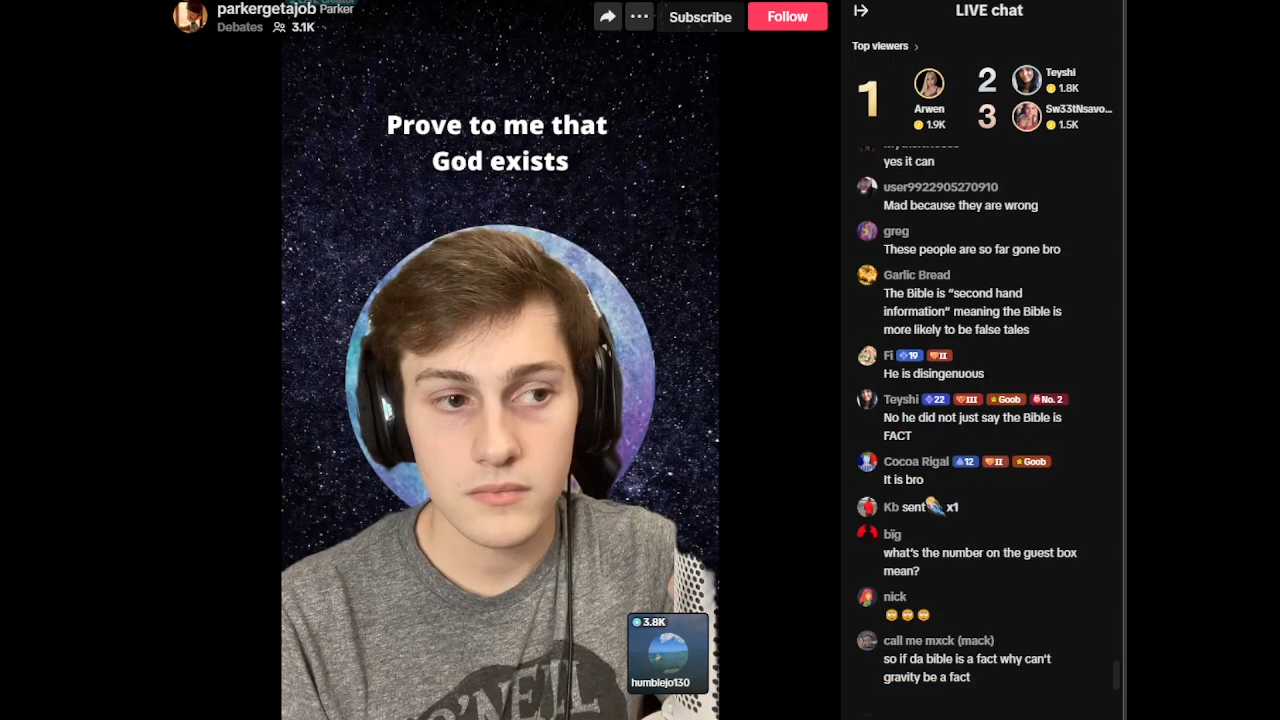 parkergetajob Parker
Debates 3.1K
Subscribe
Follow
Prove to me that
God exists
3.8K
humblejo130
LIVE chat
Top viewers
1
Arwen
1.9K
2
Teyshi
1.8K
3
Sw33tNsavo...
1.5K
yes it can
user9922905270910
Mad because they are wrong
greg
These people are so far gone bro
Garlic Bread
The Bible is “second hand
information” meaning the Bible is
more likely to be false tales
Fi 19 II
He is disingenuous
Teyshi 22 III Goob No. 2
No he did not just say the Bible is
FACT
Cocoa Rigal 12 II Goob
It is bro
Kb sent x1
bïg
what's the number on the guest box
mean?
nick
call me mxck (mack)
so if da bible is a fact why can't
gravity be a fact